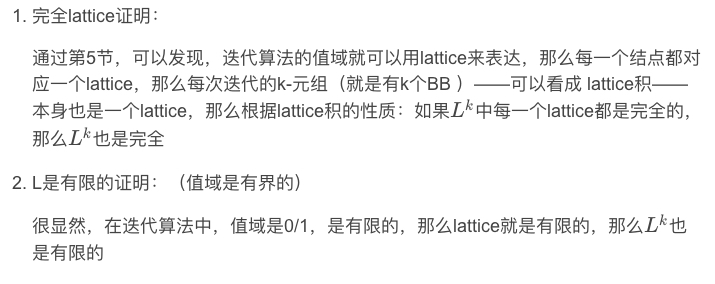 1. 完全lattice证明：
通过第5节，可以发现，迭代算法的值域就可以用lattice来表达，那么每一个结点都对
应一个lattice，那么每次迭代的k-元组（就是有k个BB ）——可以看成 lattice积——
本身也是一个lattice，那么根据lattice积的性质：如果L^k中每一个lattice都是完全的，
那么L^k也是完全
2. L是有限的证明：（值域是有界的）
很显然，在迭代算法中，值域是0/1，是有限的，那么lattice就是有限的，那么L^k也
是有限的